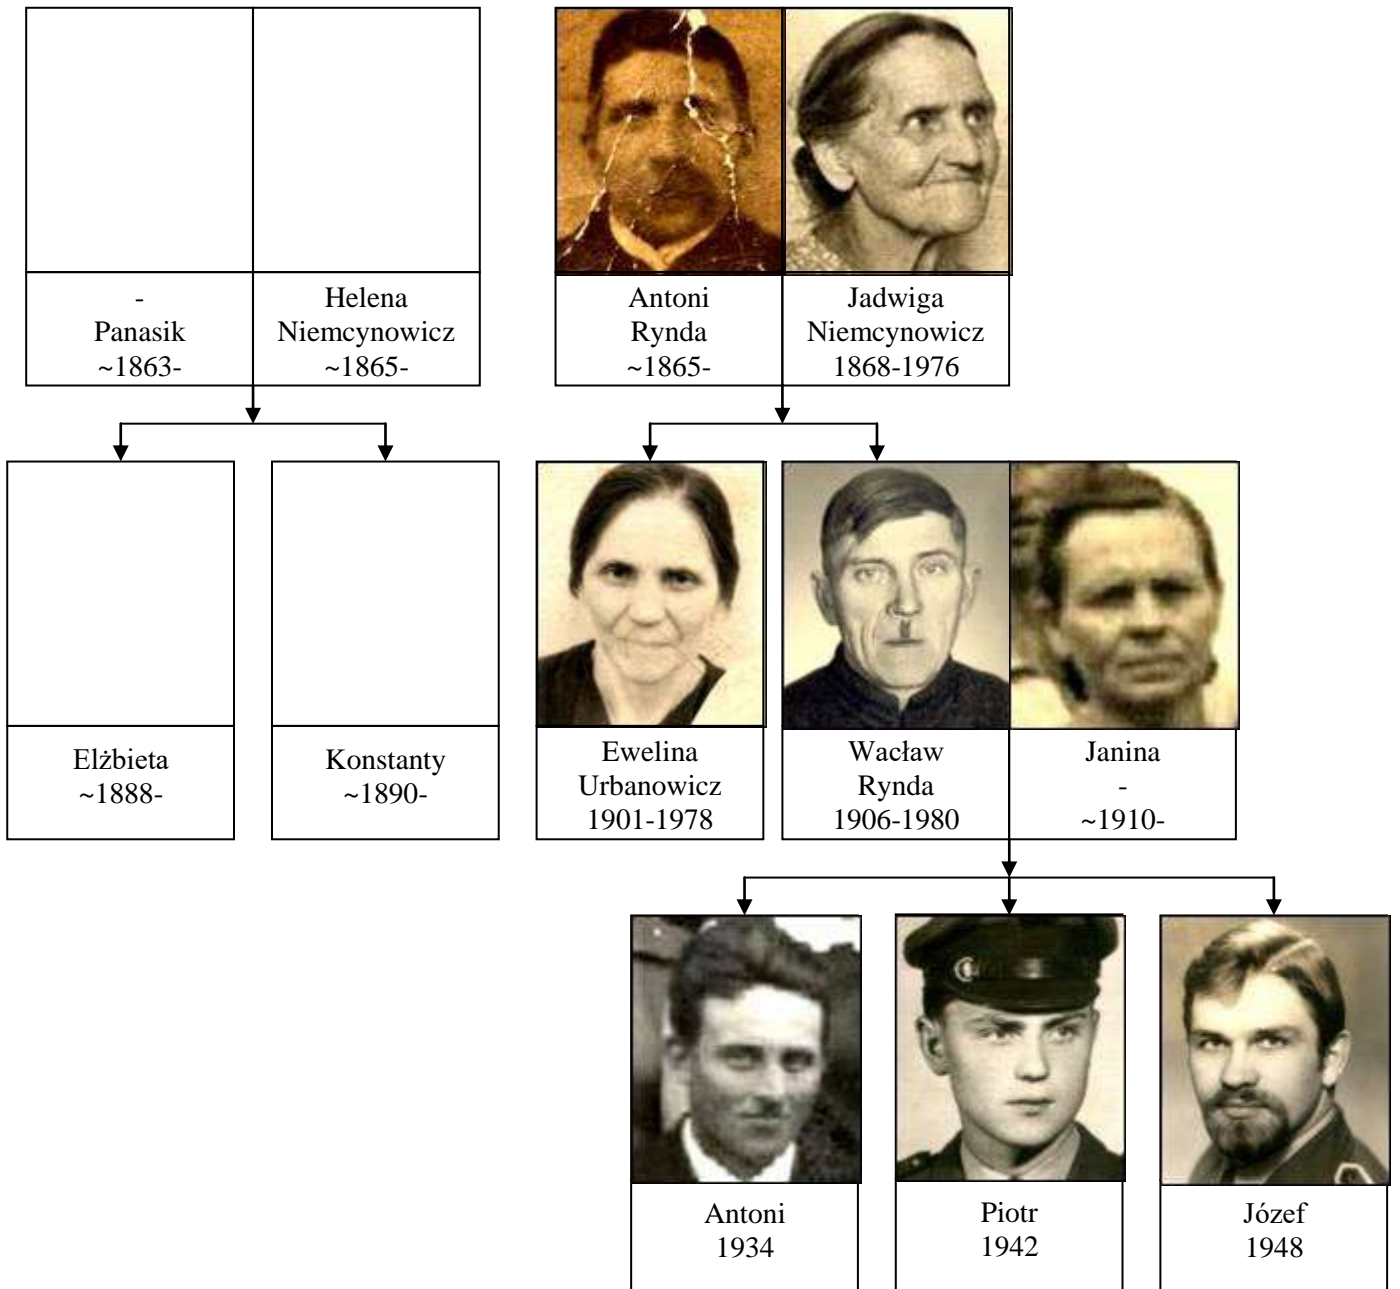 -
Panasik
~1863-
Helena
Niemcynowicz
~1865-
Antoni
Rynda
~1865-
Jadwiga
Niemcynowicz
1868-1976
Elżbieta
~1888-
Konstanty
~1890-
Ewelina
Urbanowicz
1901-1978
Wacław
Rynda
1906-1980
Janina
-
~1910-
Antoni
1934
Piotr
1942
Józef
1948